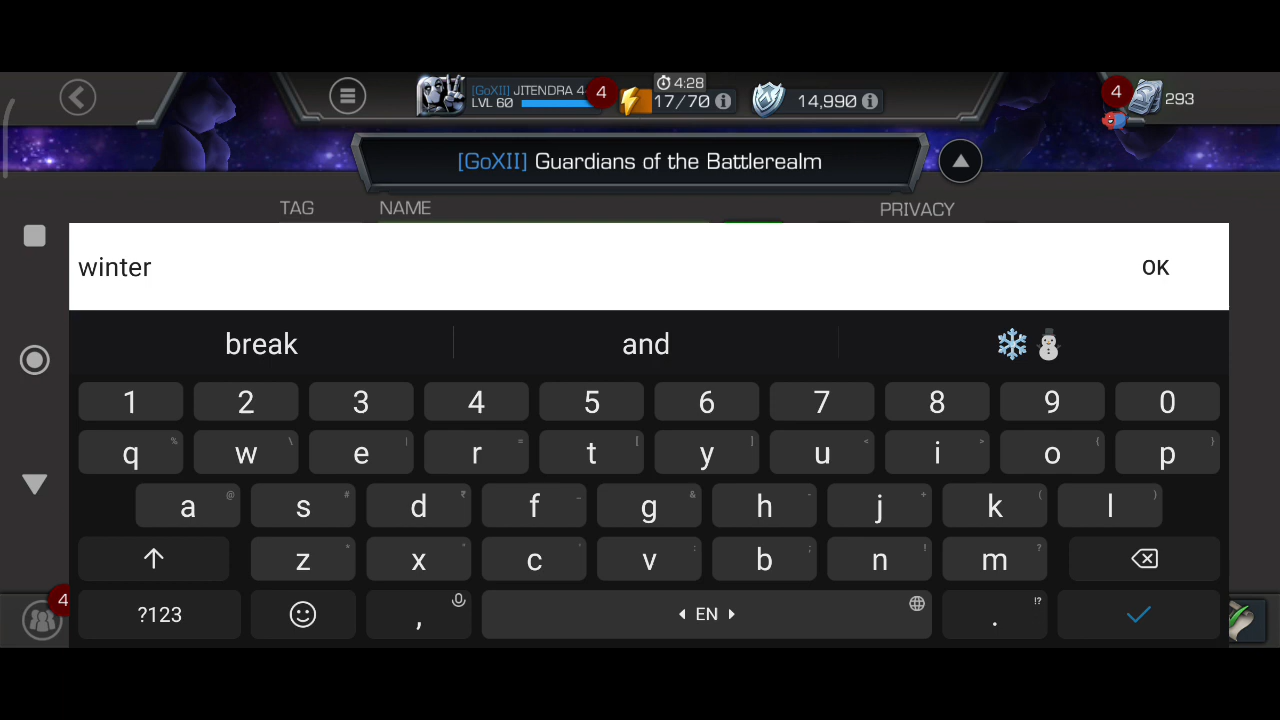 [GoXII] JITENDRA 4
LVL 60
4
4:28
17/70
14,990
4
293
[GoXII] Guardians of the Battlerealm
TAG NAME PRIVACY
winter OK
break and ❄️⛄
1 2 3 4 5 6 7 8 9 0
q % w \ e | r = t [ y ] u < i > o { p }
a @ s # d ₹ f _ g & h - j + k ( l )
z * x " c ' v : b ; n ! m ?
4
?123 , EN . !?